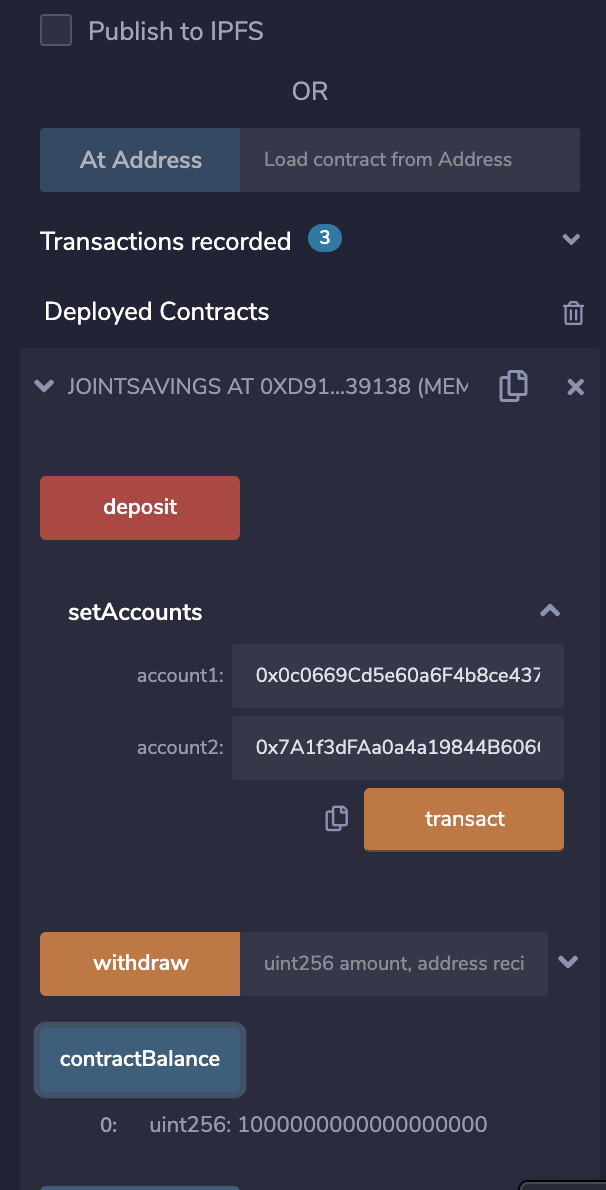 Publish to IPFS
OR
At Address Load contract from Address
Transactions recorded 3
Deployed Contracts
JOINTSAVINGS AT 0XD91...39138 (MEM
deposit
setAccounts
account1: 0x0c0669Cd5e60a6F4b8ce437
account2: 0x7A1f3dFAa0a4a19844B606
transact
withdraw uint256 amount, address reci
contractBalance
0: uint256: 1000000000000000000